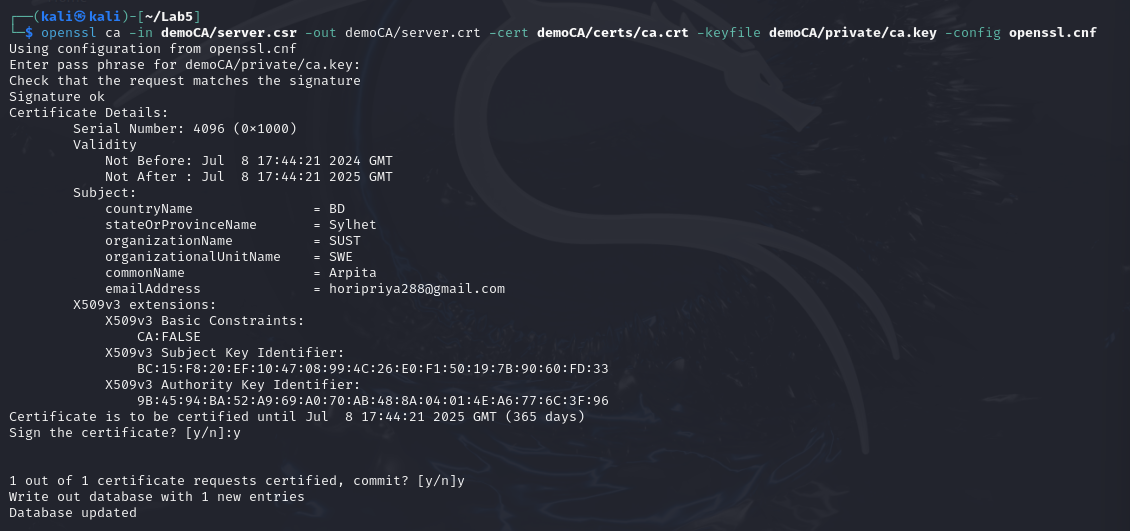 ┌──(kali㉿kali)-[~/Lab5]
└─$ openssl ca -in demoCA/server.csr -out demoCA/server.crt -cert demoCA/certs/ca.crt -keyfile demoCA/private/ca.key -config openssl.cnf
Using configuration from openssl.cnf
Enter pass phrase for demoCA/private/ca.key:
Check that the request matches the signature
Signature ok
Certificate Details:
        Serial Number: 4096 (0×1000)
        Validity
            Not Before: Jul  8 17:44:21 2024 GMT
            Not After : Jul  8 17:44:21 2025 GMT
        Subject:
            countryName               = BD
            stateOrProvinceName       = Sylhet
            organizationName          = SUST
            organizationalUnitName    = SWE
            commonName                = Arpita
            emailAddress              = horipriya288@gmail.com
        X509v3 extensions:
            X509v3 Basic Constraints:
                CA:FALSE
            X509v3 Subject Key Identifier:
                BC:15:F8:20:EF:10:47:08:99:4C:26:E0:F1:50:19:7B:90:60:FD:33
            X509v3 Authority Key Identifier:
                9B:45:94:BA:52:A9:69:A0:70:AB:48:8A:04:01:4E:A6:77:6C:3F:96
Certificate is to be certified until Jul  8 17:44:21 2025 GMT (365 days)
Sign the certificate? [y/n]:y
1 out of 1 certificate requests certified, commit? [y/n]y
Write out database with 1 new entries
Database updated